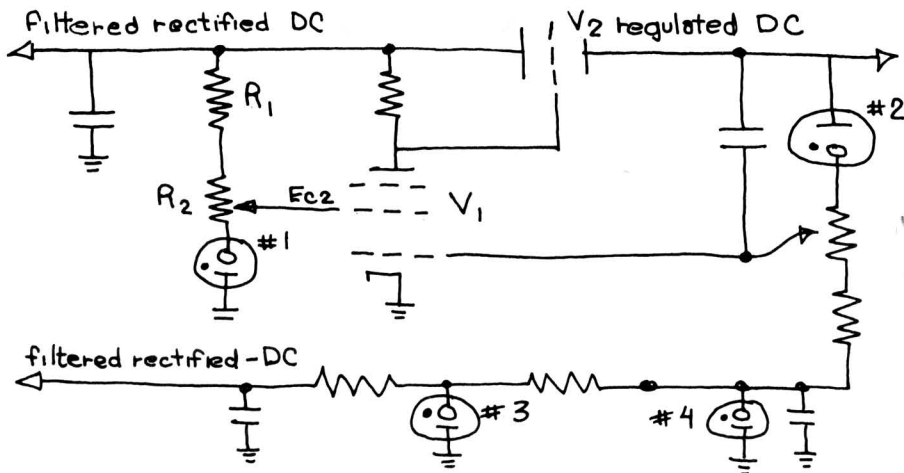 filtered rectified DC
V2 regulated DC
R1
#2
R2
Ec2
V1
#1
filtered rectified -DC
#3
#4